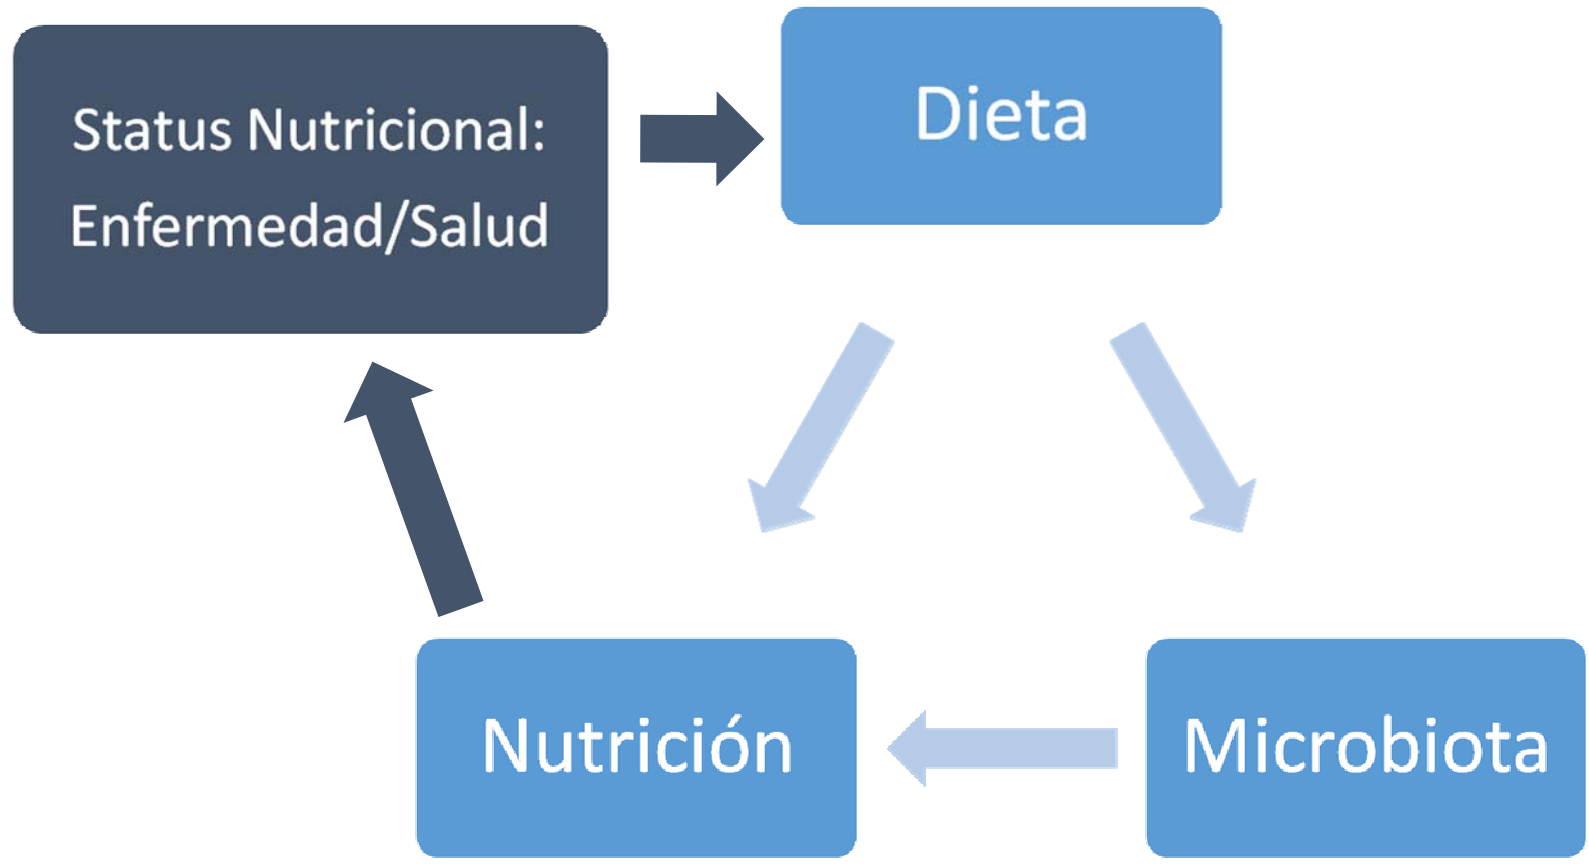 Status Nutricional:
Enfermedad/Salud
Dieta
Nutrición
Microbiota